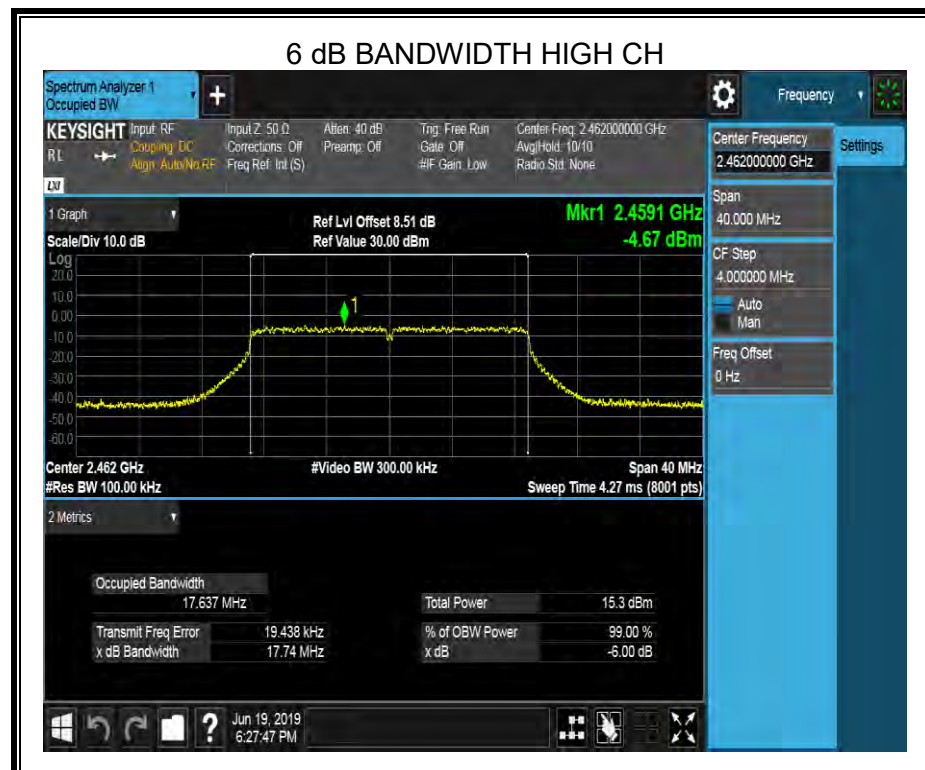 6 dB BANDWIDTH HIGH CH
Spectrum Analyzer 1
Occupied BW
+
Frequency
KEYSIGHT
Input: RF
Input Z: 50 Ω
Atten: 40 dB
Trig: Free Run
Center Freq: 2.462000000 GHz
RL
Coupling: DC
Corrections: Off
Preamp: Off
Gate: Off
Avg|Hold: 10/10
Align: Auto/No RF
Freq Ref: Int (S)
#IF Gain: Low
Radio Std: None
LXI
Center Frequency
2.462000000 GHz
Settings
Span
40.000 MHz
CF Step
4.000000 MHz
Auto
Man
Freq Offset
0 Hz
1 Graph
Ref Lvl Offset 8.51 dB
Mkr1 2.4591 GHz
Scale/Div 10.0 dB
Ref Value 30.00 dBm
-4.67 dBm
Log
20.0
10.0
0.00
-10.0
-20.0
-30.0
-40.0
-50.0
-60.0
1
Center 2.462 GHz
#Video BW 300.00 kHz
Span 40 MHz
#Res BW 100.00 kHz
Sweep Time 4.27 ms (8001 pts)
2 Metrics
Occupied Bandwidth
17.637 MHz
Total Power
15.3 dBm
Transmit Freq Error
19.438 kHz
% of OBW Power
99.00 %
x dB Bandwidth
17.74 MHz
x dB
-6.00 dB
?
Jun 19, 2019
6:27:47 PM